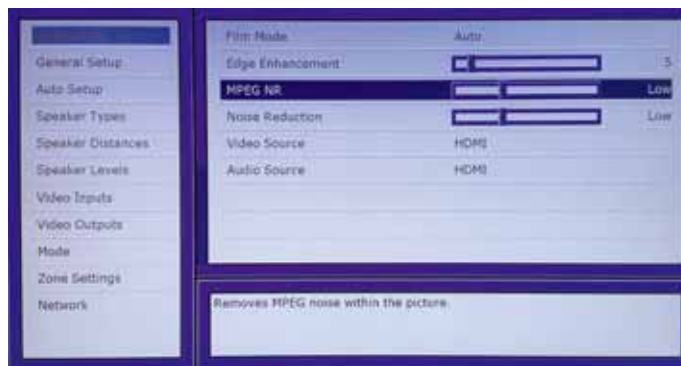 General Setup
Auto Setup
Speaker Types
Speaker Distances
Speaker Levels
Video Inputs
Video Outputs
Mode
Zone Settings
Network
Film Mode Auto
Edge Enhancement 5
MPEG NR Low
Noise Reduction Low
Video Source HDMI
Audio Source HDMI
Removes MPEG noise within the picture.